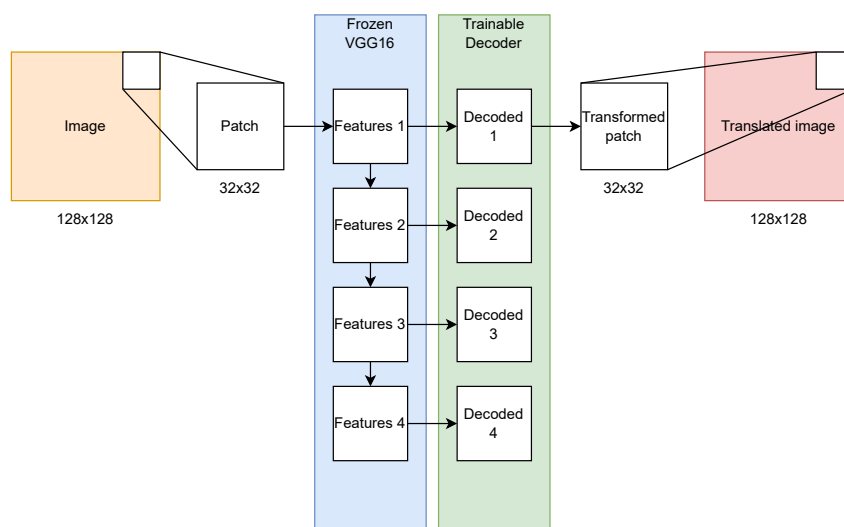 Frozen
VGG16
Trainable
Decoder
Image
128x128
Patch
32x32
Features 1
Decoded
1
Transformed
patch
32x32
Translated image
128x128
Features 2
Decoded
2
Features 3
Decoded
3
Features 4
Decoded
4